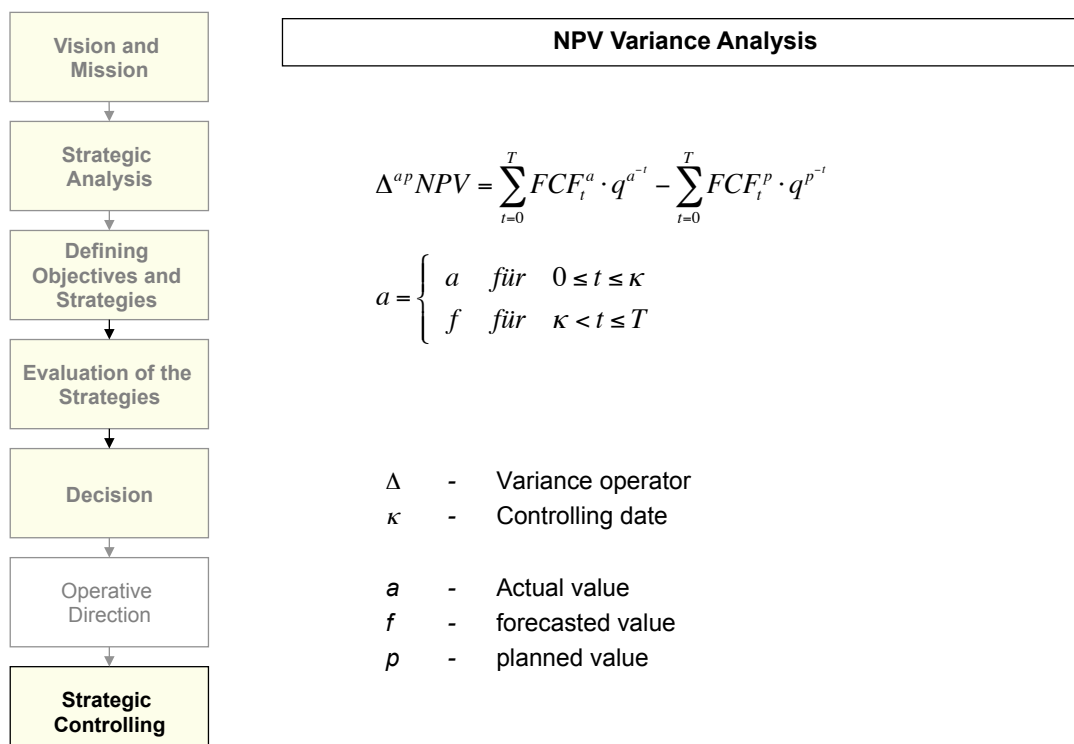 Vision and
Mission
Strategic
Analysis
Defining
Objectives and
Strategies
Evaluation of the
Strategies
Decision
Operative
Direction
Strategic
Controlling
NPV Variance Analysis
Δ^{ap}NPV = \sum_{t=0}^{T} FCF_t^a · q^{a^{-t}} − \sum_{t=0}^{T} FCF_t^p · q^{p^{-t}}
a = { a für 0 ≤ t ≤ κ
f für κ < t ≤ T
Δ - Variance operator
κ - Controlling date
a - Actual value
f - forecasted value
p - planned value